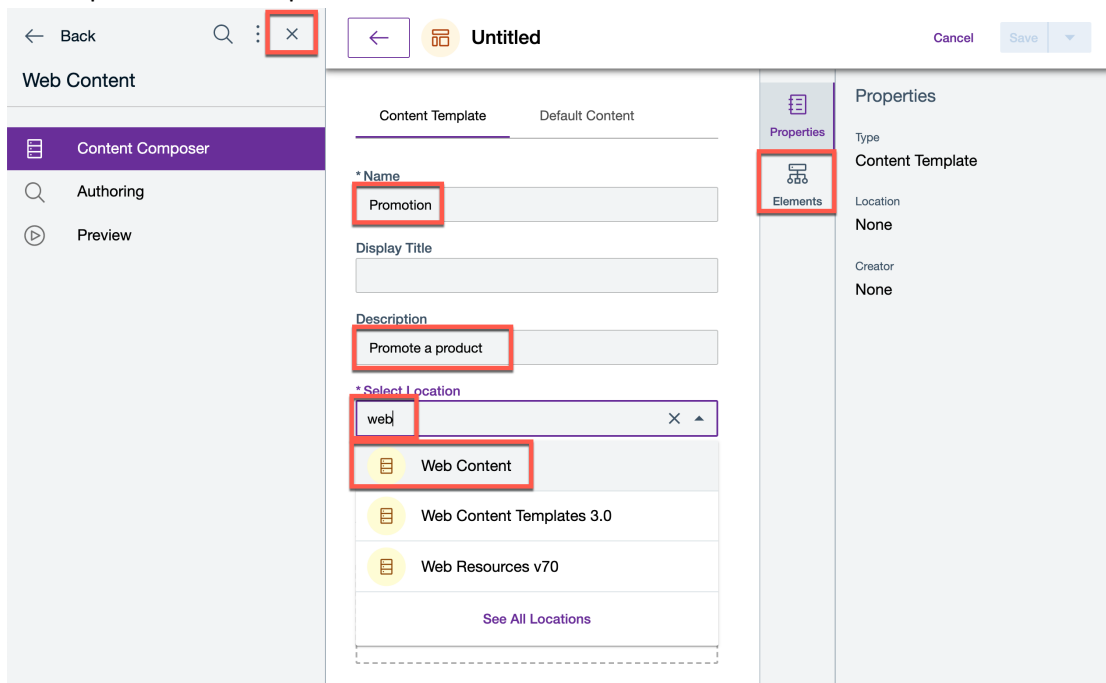 Back
Web Content
Content Composer
Authoring
Preview
Untitled
Cancel
Save
Content Template
Default Content
* Name
Promotion
Display Title
Description
Promote a product
* Select Location
web
Web Content
Web Content Templates 3.0
Web Resources v70
See All Locations
Properties
Elements
Properties
Type
Content Template
Location
None
Creator
None